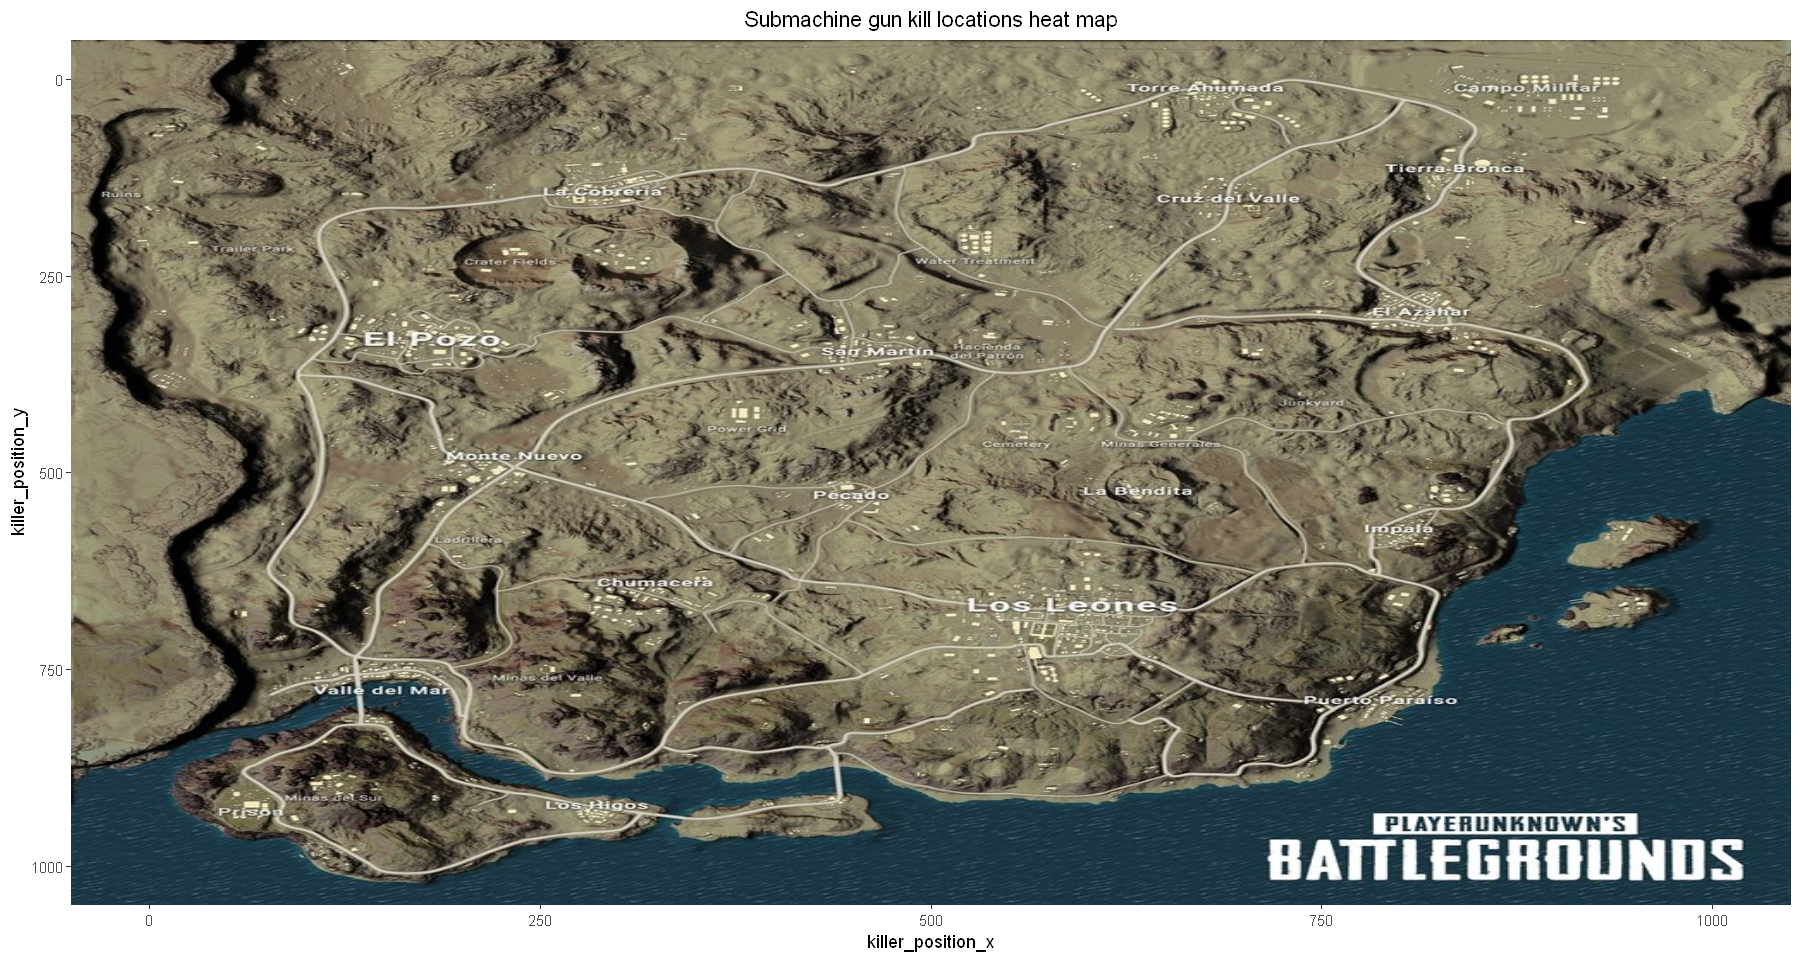 Submachine gun kill locations heat map
Torre Ahumada
Campo Militar
Tierra Bronca
La Cobreria
Ruins
Cruz del Valle
Trailer Park
Crater Fields
Water Treatment
El Azahar
El Pozo
San Martín
Hacienda
del Patrón
Junkyard
Power Grid
Cemetery
Minas Generales
Monte Nuevo
La Bendita
Pecado
Impala
Ladrillera
Chumacera
Los Leones
Minas del Valle
Valle del Mar
Puerto Paraíso
Minas del Sur
Los Higos
Prison
PLAYERUNKNOWN'S
BATTLEGROUNDS
0
250
500
750
1000
killer_position_y
0
250
500
750
1000
killer_position_x